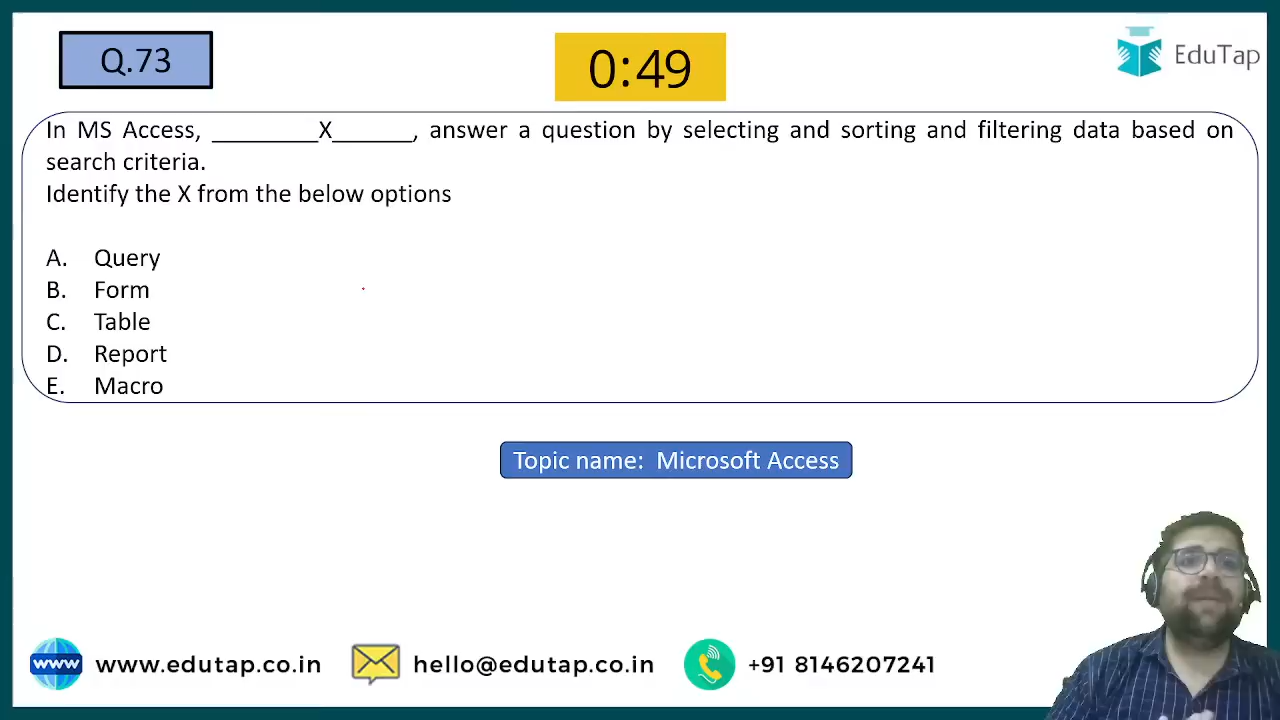 Q.73
0:49
EduTap
In MS Access, ________X______, answer a question by selecting and sorting and filtering data based on
search criteria.
Identify the X from the below options
A. Query
B. Form
C. Table
D. Report
E. Macro
Topic name: Microsoft Access
www www.edutap.co.in hello@edutap.co.in +91 8146207241